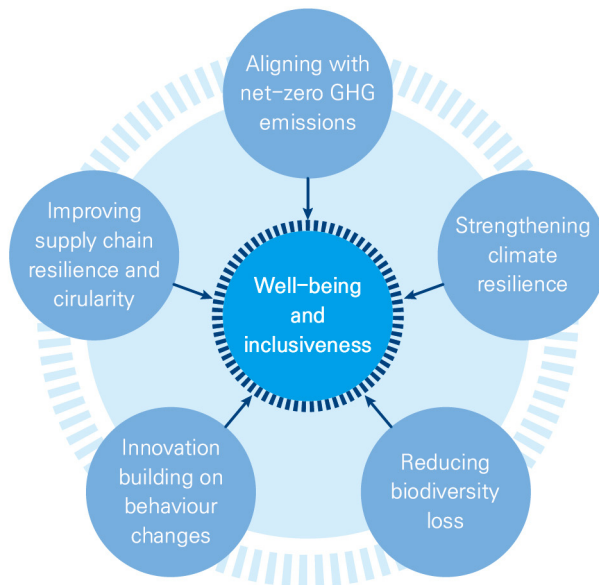 Aligning with
net-zero GHG
emissions
Improving
supply chain
resilience and
cirularity
Strengthening
climate
resilience
Well-being
and
inclusiveness
Innovation
building on
behaviour
changes
Reducing
biodiversity
loss